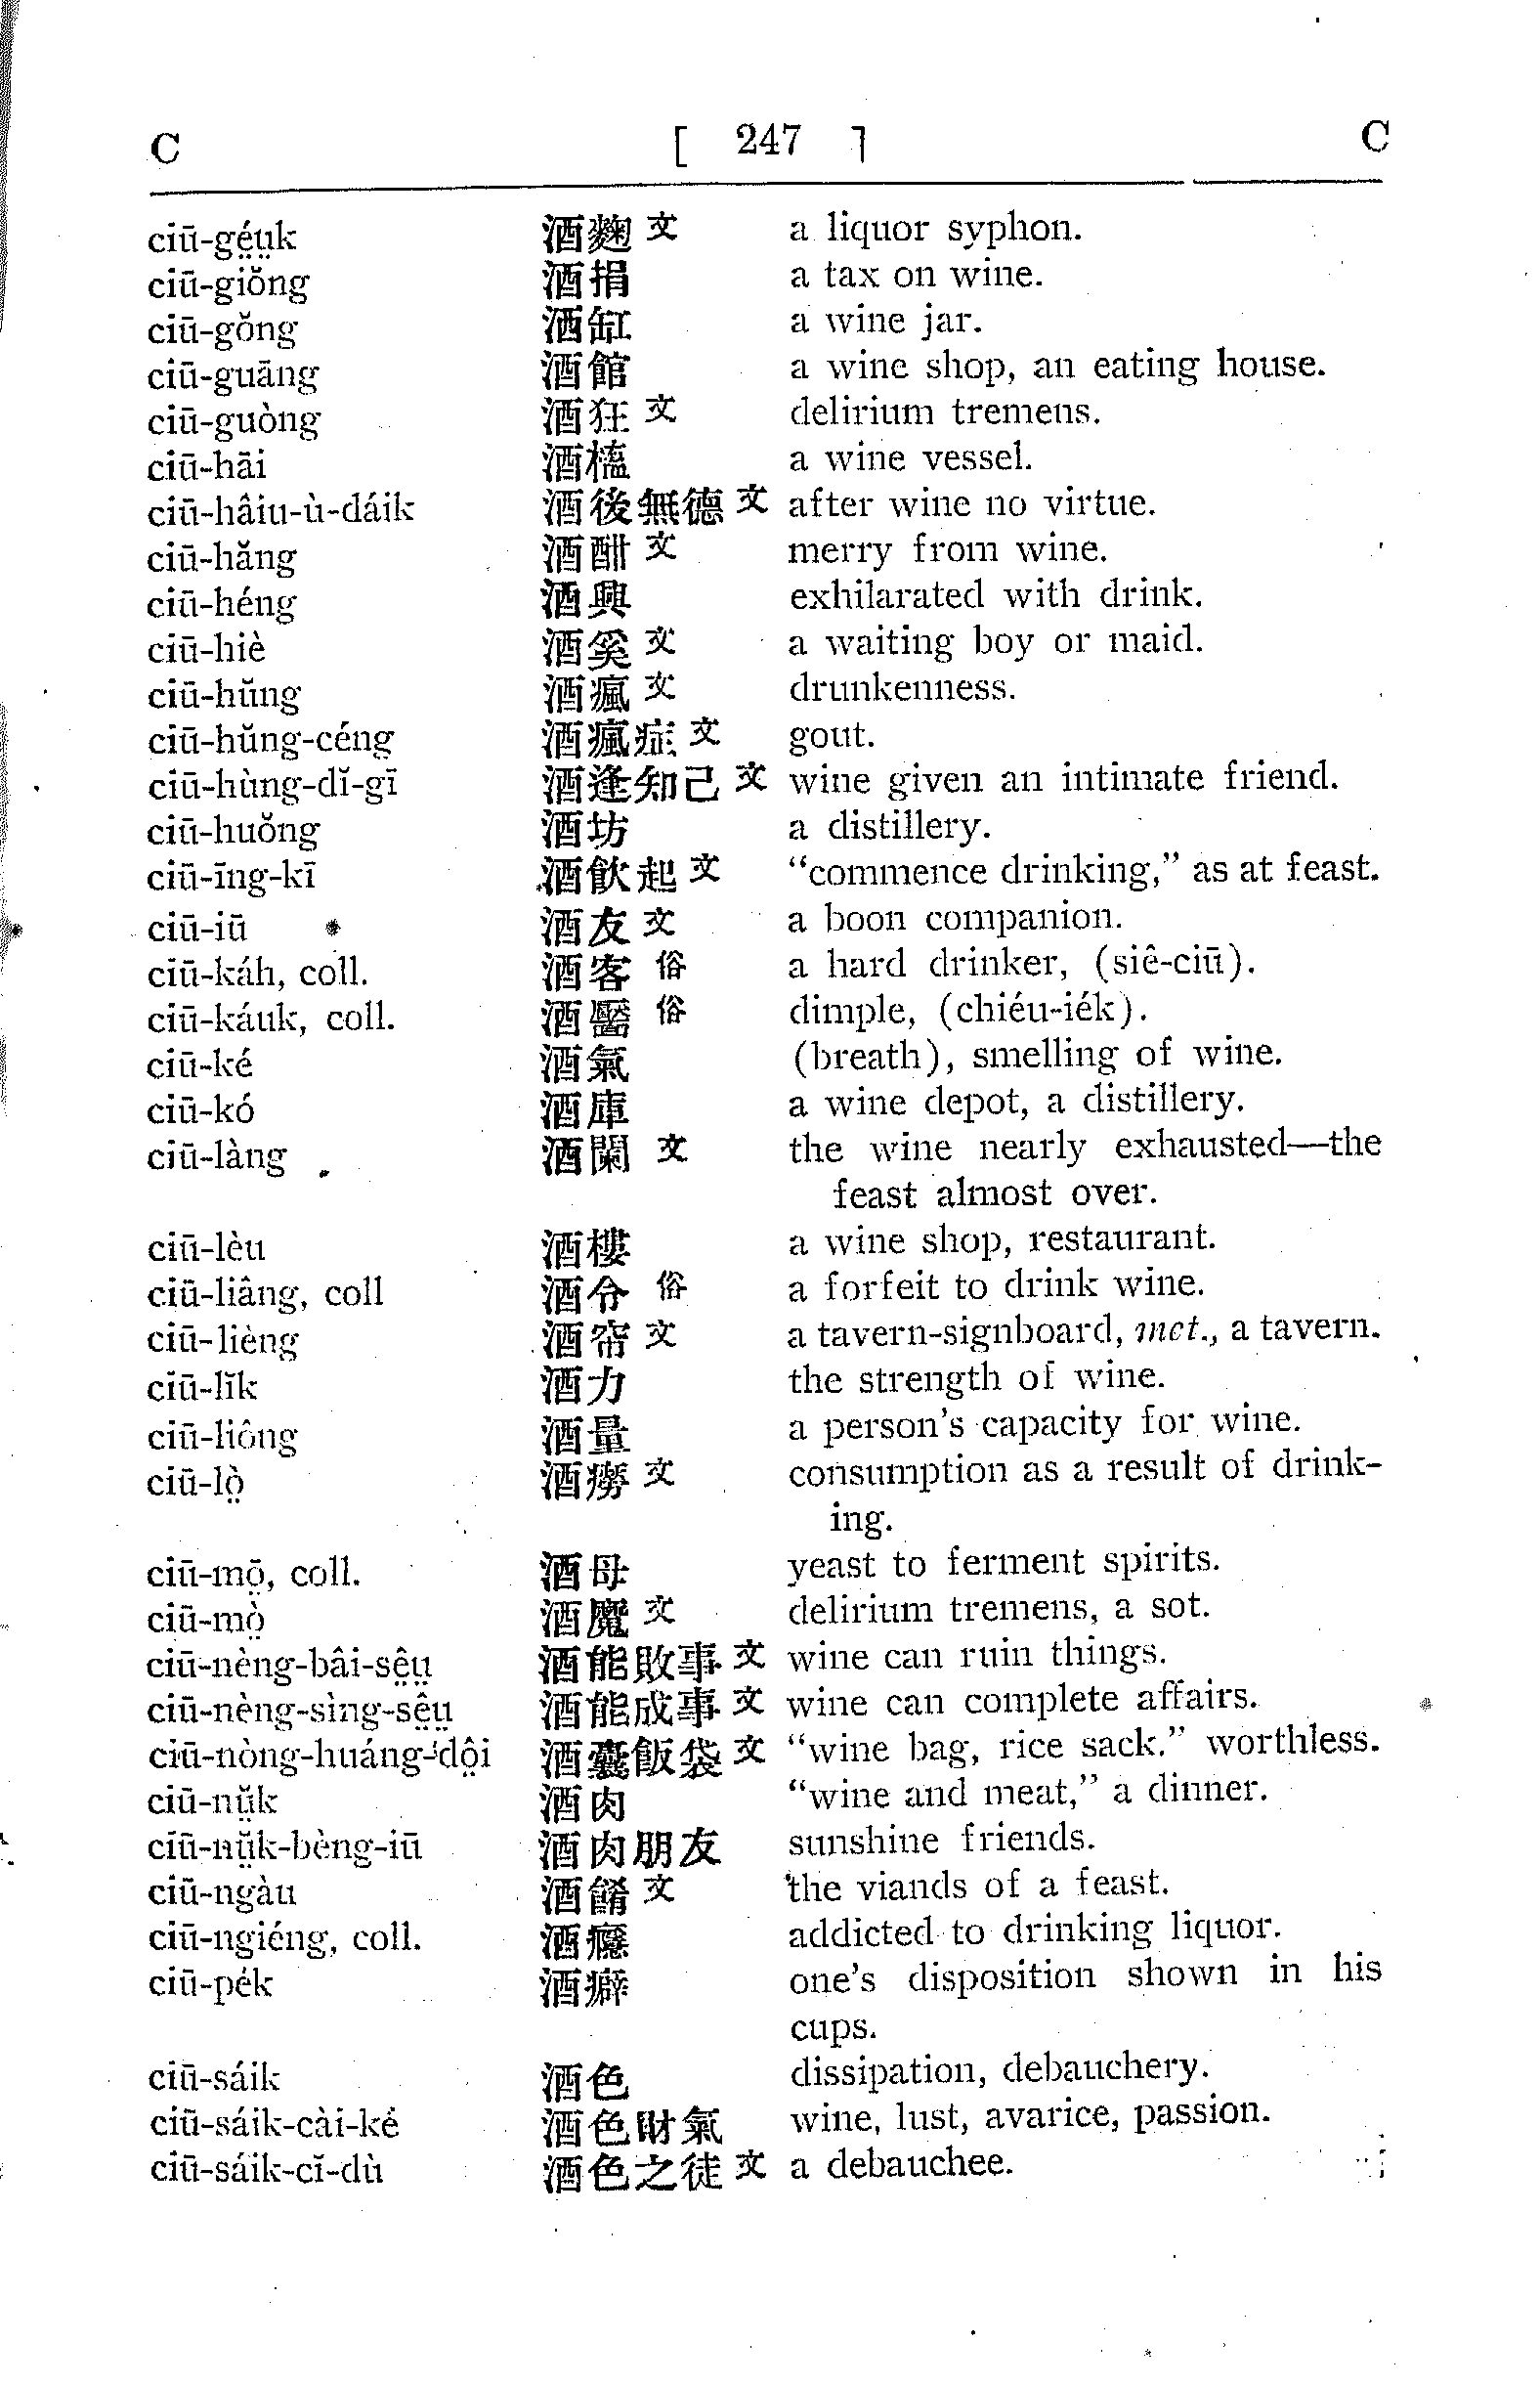 C [ 247 ] C
ciū-gé̤ṳk 酒麴 文 a liquor syphon.
ciū-giŏng 酒捐 a tax on wine.
ciū-gŏng 酒缸 a wine jar.
ciū-guāng 酒館 a wine shop, an eating house.
ciū-guòng 酒狂 文 delirium tremens.
ciū-hāi 酒榼 a wine vessel.
ciū-hâiu-ù-dáik 酒後無德 文 after wine no virtue.
ciū-hăng 酒酣 文 merry from wine.
ciū-héng 酒興 exhilarated with drink.
ciū-hiè 酒奚 文 a waiting boy or maid.
ciū-hŭng 酒瘋 文 drunkenness.
ciū-hŭng-céng 酒瘋症 文 gout.
ciū-hùng-dĭ-gī 酒逢知己 文 wine given an intimate friend.
ciū-huŏng 酒坊 a distillery.
ciū-īng-kī 酒飮起 文 “commence drinking,” as at feast.
ciū-iū 酒友 文 a boon companion.
ciū-káh, coll. 酒客 俗 a hard drinker, (siê-ciū).
ciū-káuk, coll. 酒 俗 dimple, (chiéu-iék).
ciū-ké 酒氣 (breath), smelling of wine.
ciū-kó 酒庫 a wine depot, a distillery.
ciū-làng 酒闌 文 the wine nearly exhausted—the
feast almost over.
ciū-lèu 酒樓 a wine shop, restaurant.
ciū-liâng, coll 酒令 俗 a forfeit to drink wine.
ciū-lièng 酒帘 文 a tavern-signboard, met., a tavern.
ciū-lĭk 酒力 the strength of wine.
ciū-liông 酒量 a person's capacity for wine.
ciū-lò̤ 酒癆 文 consumption as a result of drink-
ing.
ciū-mō̤, coll. 酒母 yeast to ferment spirits.
ciū-mò̤ 酒魔 文 delirium tremens, a sot.
ciū-nèng-bâi-sê̤ṳ 酒能敗事 文 wine can ruin things.
ciū-nèng-sìng-sê̤ṳ 酒能成事 文 wine can complete affairs.
ciū-nòng-huáng-dô̤i 酒囊飯袋 文 “wine bag, rice sack.” worthless.
ciū-nṳ̆k 酒肉 “wine and meat,” a dinner.
ciū-nṳ̆k-bèng-iū 酒肉朋友 sunshine friends.
ciū-ngàu 酒餚 文 the viands of a feast.
ciū-ngiéng, coll. 酒癮 addicted to drinking liquor.
ciū-pék 酒癖 one's disposition shown in his
cups.
ciū-sáik 酒色 dissipation, debauchery.
ciū-sáik-cài-ké 酒色財氣 wine, lust, avarice, passion.
ciū-sáik-cĭ-dù 酒色之徒 文 a debauchee.